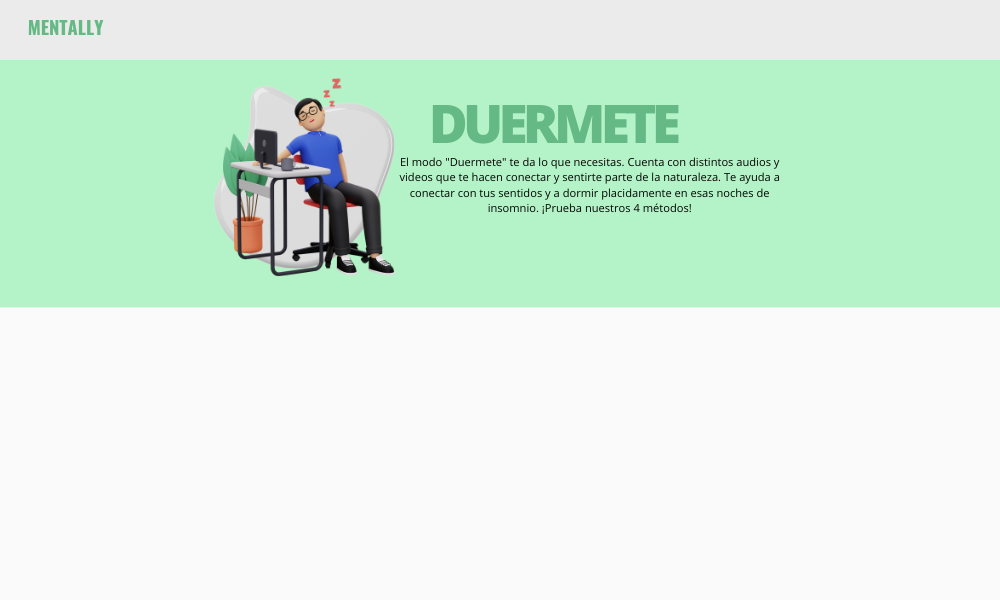 MENTALLY
Z
Z
Z
DUERMETE
El modo "Duermete" te da lo que necesitas. Cuenta con distintos audios y
videos que te hacen conectar y sentirte parte de la naturaleza. Te ayuda a
conectar con tus sentidos y a dormir placidamente en esas noches de
insomnio. ¡Prueba nuestros 4 métodos!